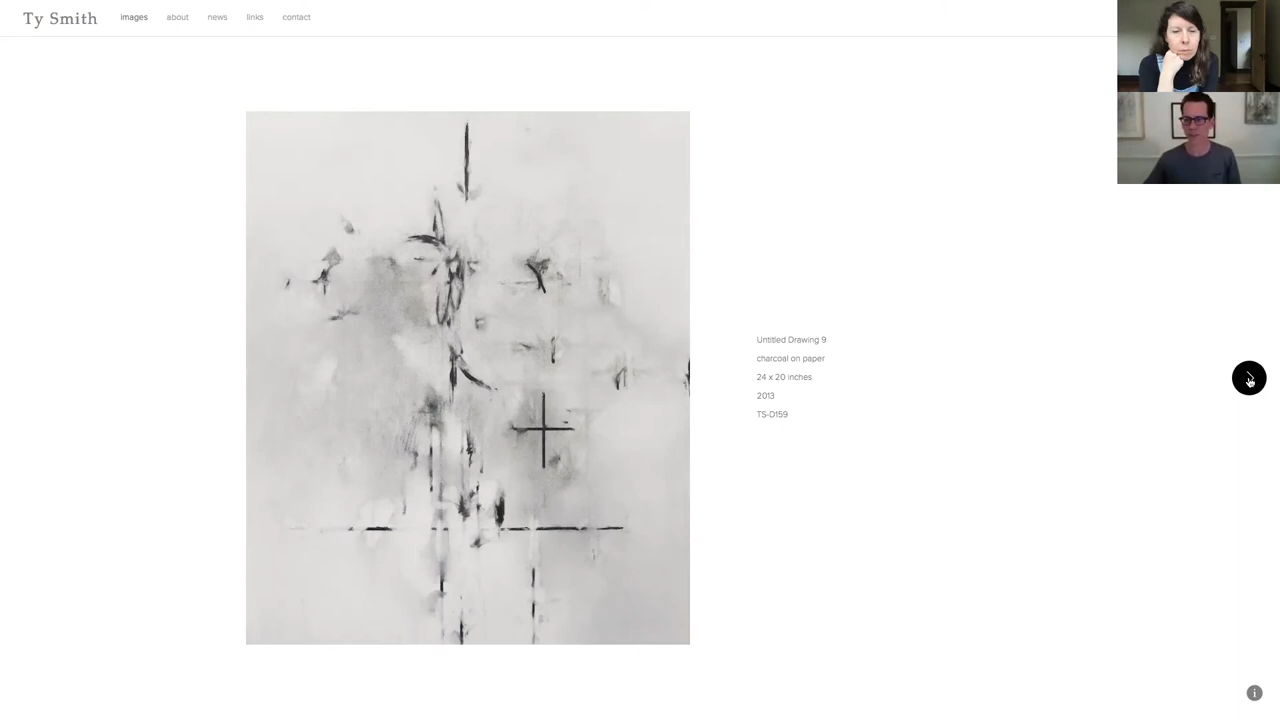 Ty Smith
images about news links contact
Untitled Drawing 9
charcoal on paper
24 x 20 inches
2013
TS-D159
i